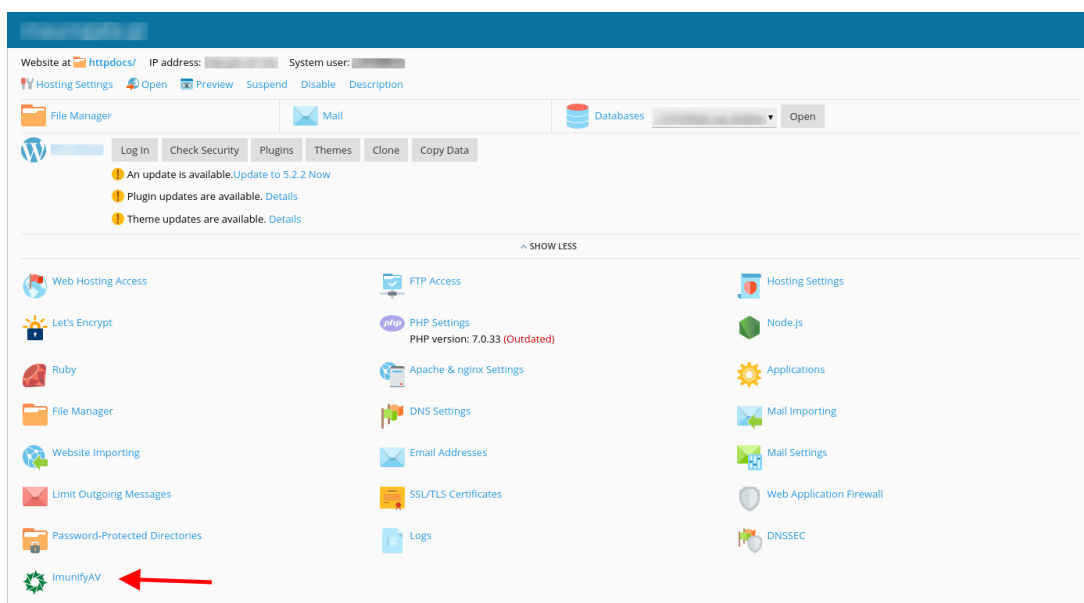 Website at httpdocs/ IP address: System user:
Hosting Settings Open Preview Suspend Disable Description
File Manager Mail Databases Open
Log In Check Security Plugins Themes Clone Copy Data
An update is available.Update to 5.2.2 Now
Plugin updates are available. Details
Theme updates are available. Details
SHOW LESS
Web Hosting Access FTP Access Hosting Settings
Let's Encrypt php PHP Settings Node.js
PHP version: 7.0.33 (Outdated)
Ruby Apache & nginx Settings Applications
File Manager DNS Settings Mail Importing
Website Importing Email Addresses Mail Settings
Limit Outgoing Messages SSL/TLS Certificates Web Application Firewall
Password-Protected Directories Logs DNSSEC
ImunifyAV